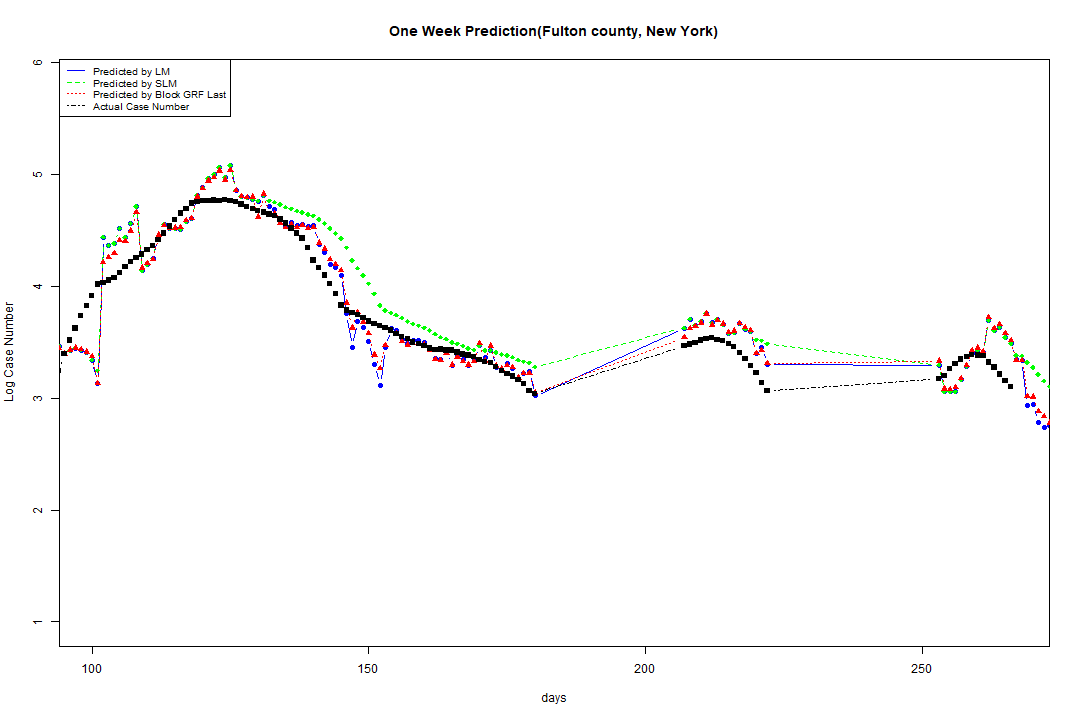 One Week Prediction(Fulton county, New York)
Predicted by LM
Predicted by SLM
Predicted by Block GRF Last
Actual Case Number
Log Case Number
6
5
4
3
2
1
100 150 200 250
days